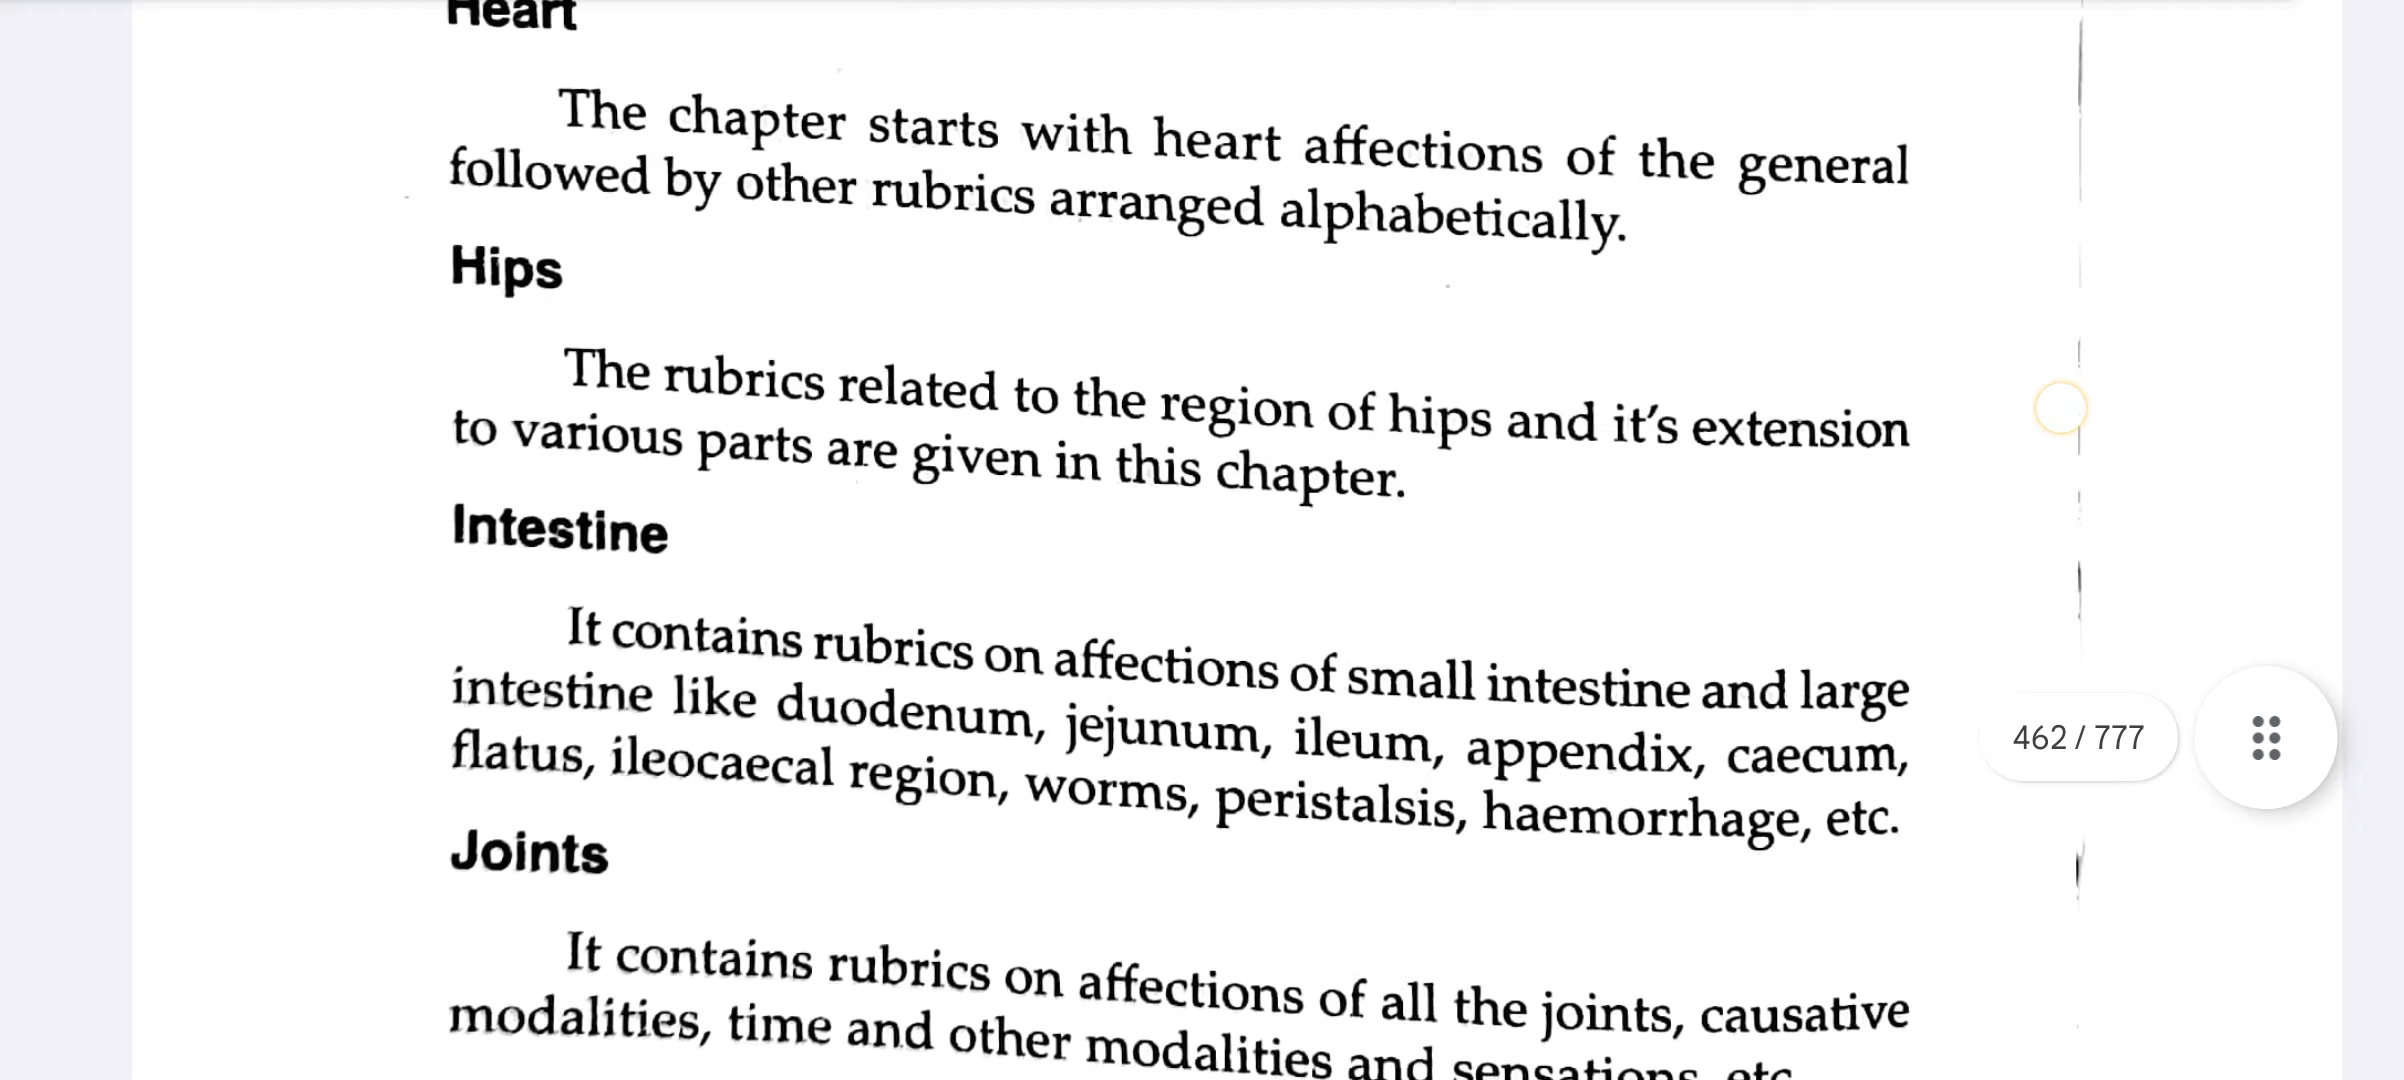 Heart
The chapter starts with heart affections of the general
followed by other rubrics arranged alphabetically.
Hips
The rubrics related to the region of hips and it's extension
to various parts are given in this chapter.
Intestine
It contains rubrics on affections of small intestine and large
intestine like duodenum, jejunum, ileum, appendix, caecum,
flatus, ileocaecal region, worms, peristalsis, haemorrhage, etc.
462 / 777
Joints
It contains rubrics on affections of all the joints, causative
modalities, time and other modalities and sensations, etc.